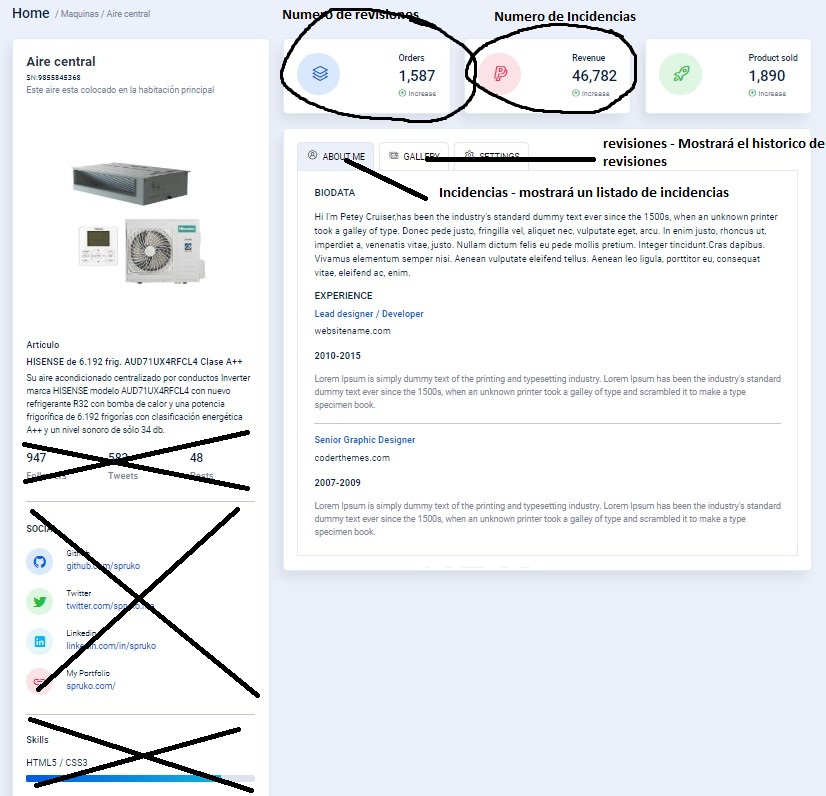 Home / Maquinas / Aire central
Numero de revisiones
Numero de Incidencias
Aire central
SN:9855845368
Este aire esta colocado en la habitación principal
Hisense
Articulo
HISENSE de 6.192 frig. AUD71UX4RFCL4 Clase A++
Su aire acondicionado centralizado por conductos Inverter
marca HISENSE modelo AUD71UX4RFCL4 con nuevo
refrigerante R32 con bomba de calor y una potencia
frigorífica de 6.192 frigorías con clasificación energética
A++ y un nivel sonoro de sólo 34 db.
947 583 48
Followers Tweets Posts
SOCIAL
Github
github.com/spruko
Twitter
twitter.com/spruko.me
Linkedin
linkedin.com/in/spruko
My Portfolio
spruko.com/
Skills
HTML5 / CSS3
Orders
1,587
Increase
Revenue
46,782
Increase
Product sold
1,890
Increase
revisiones - Mostrará el historico de
revisiones
ABOUT ME GALLERY SETTINGS
Incidencias - mostrará un listado de incidencias
BIODATA
Hi I'm Petey Cruiser,has been the industry's standard dummy text ever since the 1500s, when an unknown printer
took a galley of type. Donec pede justo, fringilla vel, aliquet nec, vulputate eget, arcu. In enim justo, rhoncus ut,
imperdiet a, venenatis vitae, justo. Nullam dictum felis eu pede mollis pretium. Integer tincidunt.Cras dapibus.
Vivamus elementum semper nisi. Aenean vulputate eleifend tellus. Aenean leo ligula, porttitor eu, consequat
vitae, eleifend ac, enim.
EXPERIENCE
Lead designer / Developer
websitename.com
2010-2015
Lorem Ipsum is simply dummy text of the printing and typesetting industry. Lorem Ipsum has been the industry's standard
dummy text ever since the 1500s, when an unknown printer took a galley of type and scrambled it to make a type
specimen book.
Senior Graphic Designer
coderthemes.com
2007-2009
Lorem Ipsum is simply dummy text of the printing and typesetting industry. Lorem Ipsum has been the industry's standard
dummy text ever since the 1500s, when an unknown printer took a galley of type and scrambled it to make a type
specimen book.